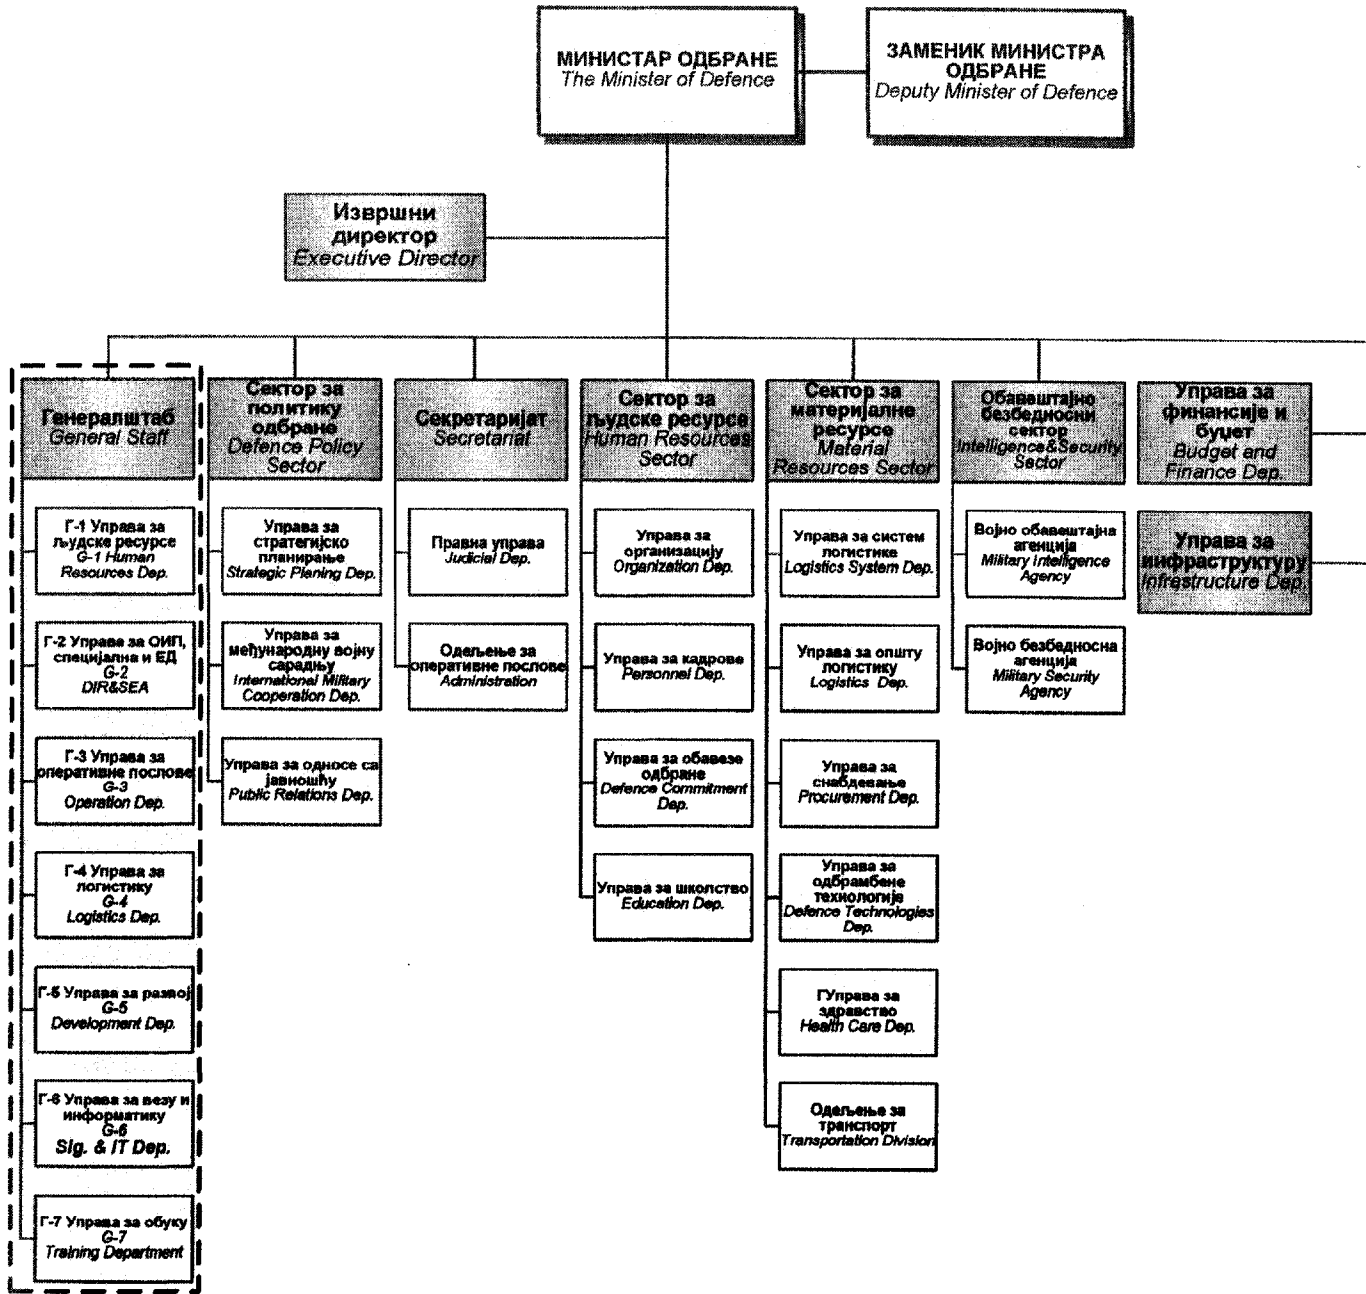 МИНИСТАР ОДБРАНЕ
The Minister of Defence
ЗАМЕНИК МИНИСТРА
ОДБРАНЕ
Deputy Minister of Defence
Извршни
директор
Executive Director
Генералштаб
General Staff
Г-1 Управа за
људске ресурсе
G-1 Human
Resources Dep.
Г-2 Управа за ОИП,
специјална и ЕД
G-2
DIR&SEA
Г-3 Управа за
оперативне послове
G-3
Operation Dep.
Г-4 Управа за
логистику
G-4
Logistics Dep.
Г-5 Управа за развој
G-5
Development Dep.
Г-6 Управа за везу и
информатику
G-6
Sig. & IT Dep.
Г-7 Управа за обуку
G-7
Training Department
Сектор за
политику
одбране
Defence Policy
Sector
Управа за
стратегијско
планирање
Strategic Planing Dep.
Управа за
међународну војну
сарадњу
International Military
Cooperation Dep.
Управа за односе са
јавношћу
Public Relations Dep.
Секретаријат
Secretariat
Правна управа
Judicial Dep.
Одељење за
оперативне послове
Administration
Сектор за
људске ресурсе
Human Resources
Sector
Управа за
организацију
Organization Dep.
Управа за кадрове
Personnel Dep.
Управа за обавезе
одбране
Defence Commitment
Dep.
Управа за школство
Education Dep.
Сектор за
материјалне
ресурсе
Material
Resources Sector
Управа за систем
логистике
Logistics System Dep.
Управа за општу
логистику
Logistics Dep.
Управа за
снабдевање
Procurement Dep.
Управа за
одбрамбене
технологије
Defence Technologies
Dep.
ГУправа за
здравство
Health Care Dep.
Одељење за
транспорт
Transportation Division
Обавештајно
безбедносни
сектор
Intelligence&Security
Sector
Војно обавештајна
агенција
Military Intelligence
Agency
Војно безбедносна
агенција
Military Security
Agency
Управа за
финансије и
буџет
Budget and
Finance Dep.
Управа за
инфраструктуру
Infrestructure Dep.